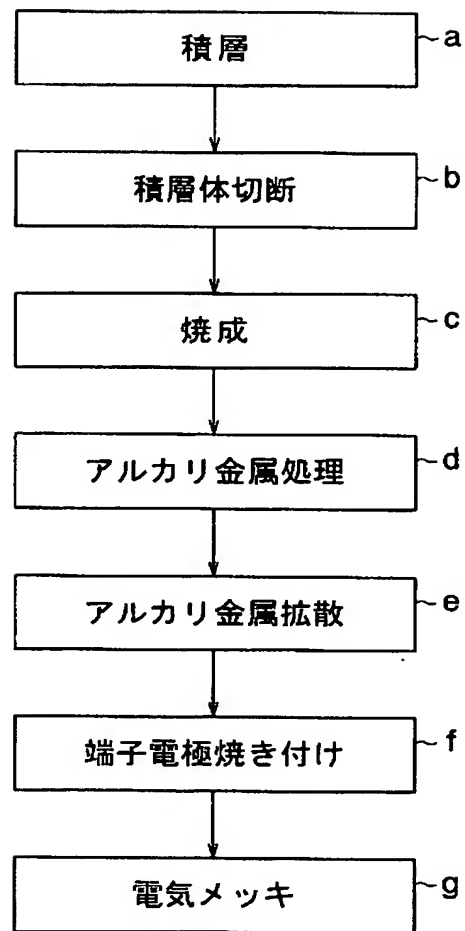 積層 ~a
積層体切断 ~b
焼成 ~c
アルカリ金属処理 ~d
アルカリ金属拡散 ~e
端子電極焼き付け ~f
電気メッキ ~g